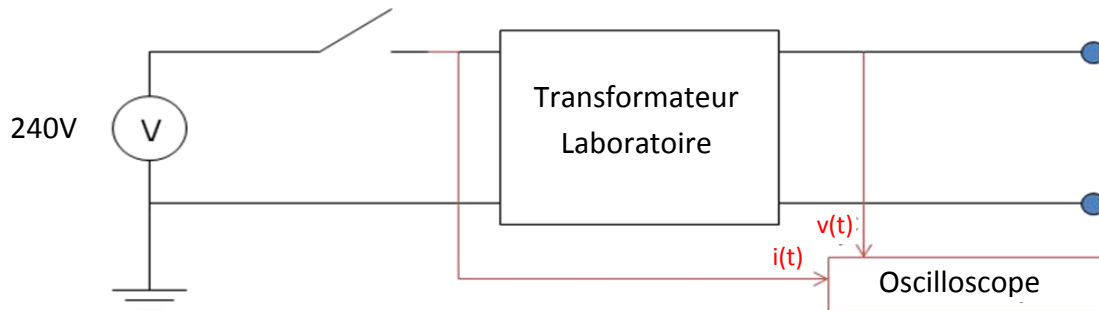 Transformateur
Laboratoire
240V
V
v(t)
i(t)
Oscilloscope